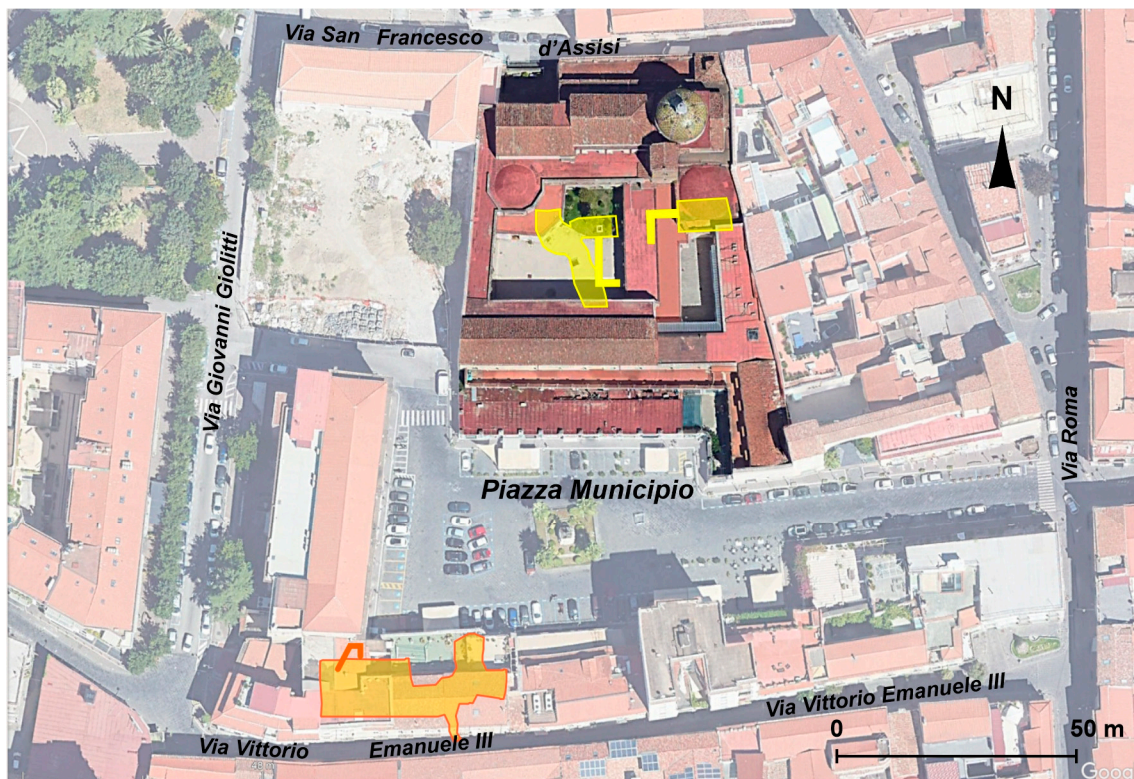 Via San Francesco
d'Assisi
N
Via Giovanni Giolitti
Via Roma
Piazza Municipio
Via Vittorio Emanuele III
Via Vittorio Emanuele III
0 50 m
Goog